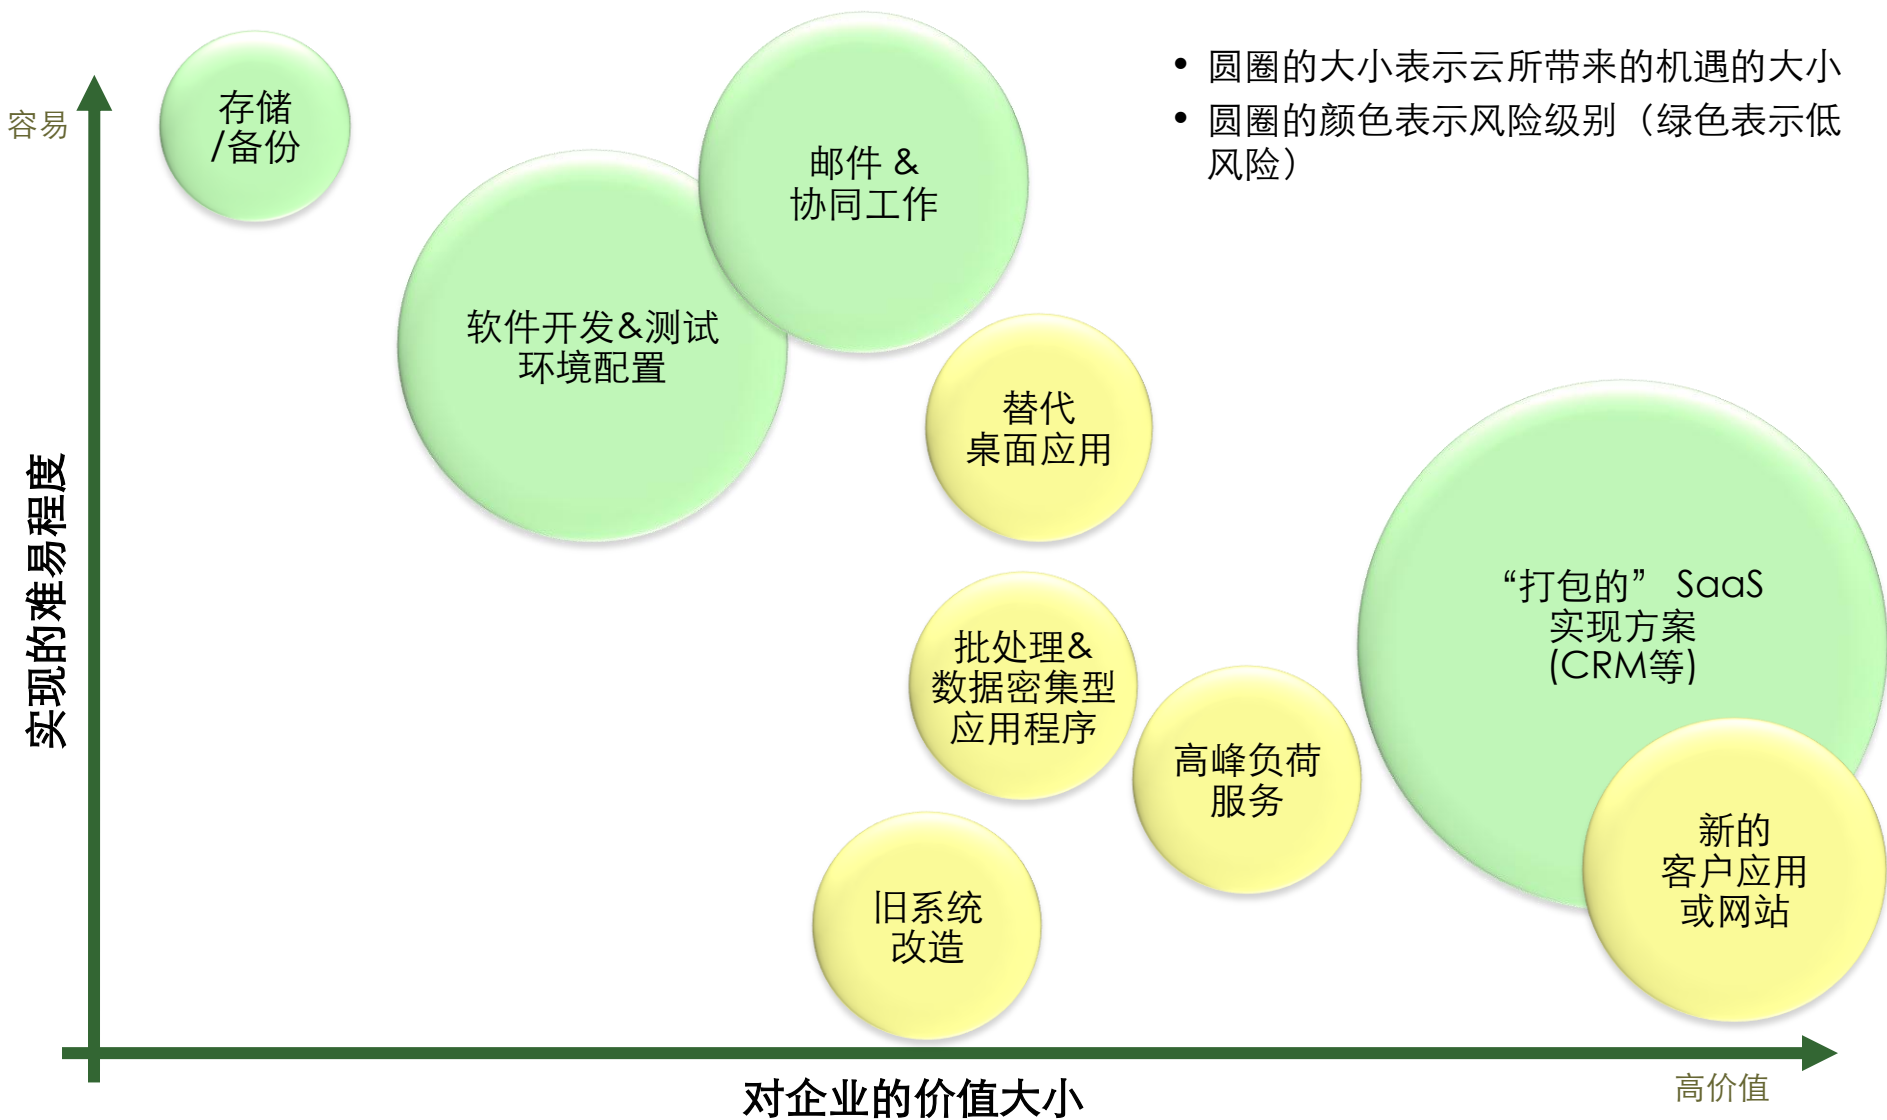 • 圆圈的大小表示云所带来的机遇的大小
• 圆圈的颜色表示风险级别（绿色表示低
风险）
容易
存储
/备份
邮件 &
协同工作
软件开发&测试
环境配置
替代
桌面应用
实现的难易程度
“打包的” SaaS
实现方案
(CRM等)
批处理&
数据密集型
应用程序
高峰负荷
服务
新的
客户应用
或网站
旧系统
改造
对企业的价值大小
高价值